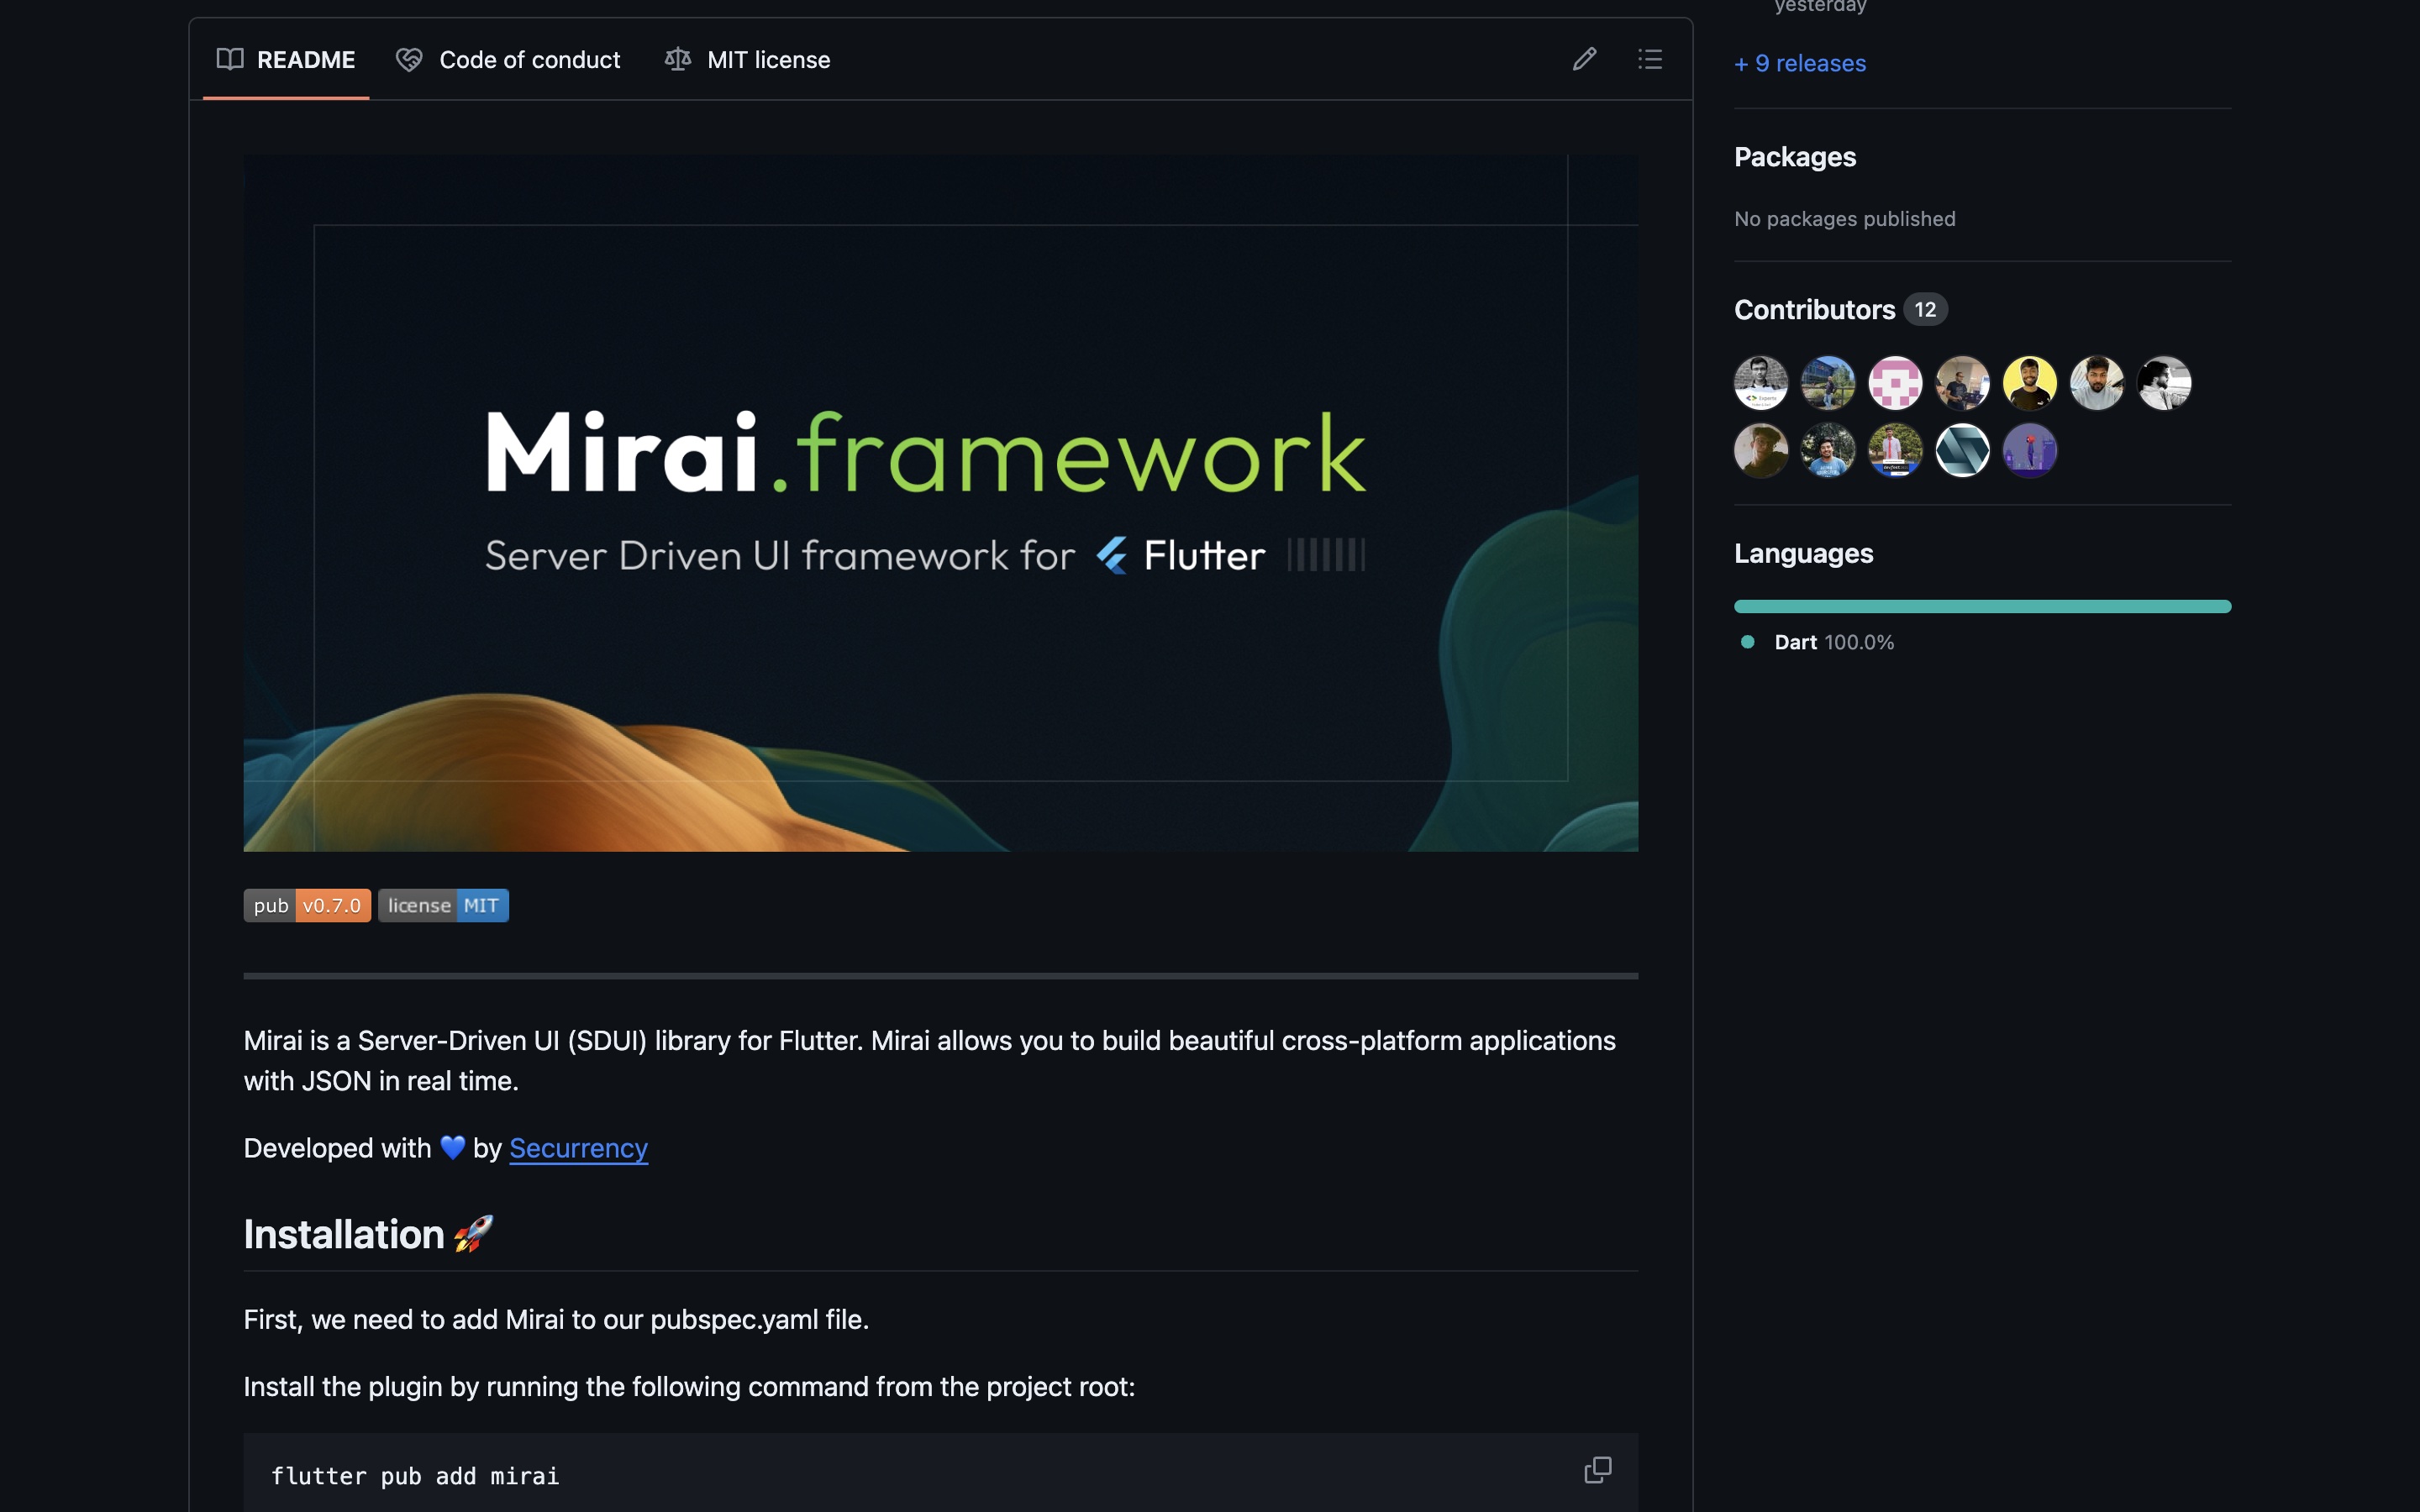 README
Code of conduct
MIT license
Mirai.framework
Server Driven UI framework for Flutter
pub v0.7.0
license MIT
Mirai is a Server-Driven UI (SDUI) library for Flutter. Mirai allows you to build beautiful cross-platform applications
with JSON in real time.
Developed with 💙 by Securrency
Installation 🚀
First, we need to add Mirai to our pubspec.yaml file.
Install the plugin by running the following command from the project root:
flutter pub add mirai
yesterday
+ 9 releases
Packages
No packages published
Contributors 12
Languages
Dart 100.0%